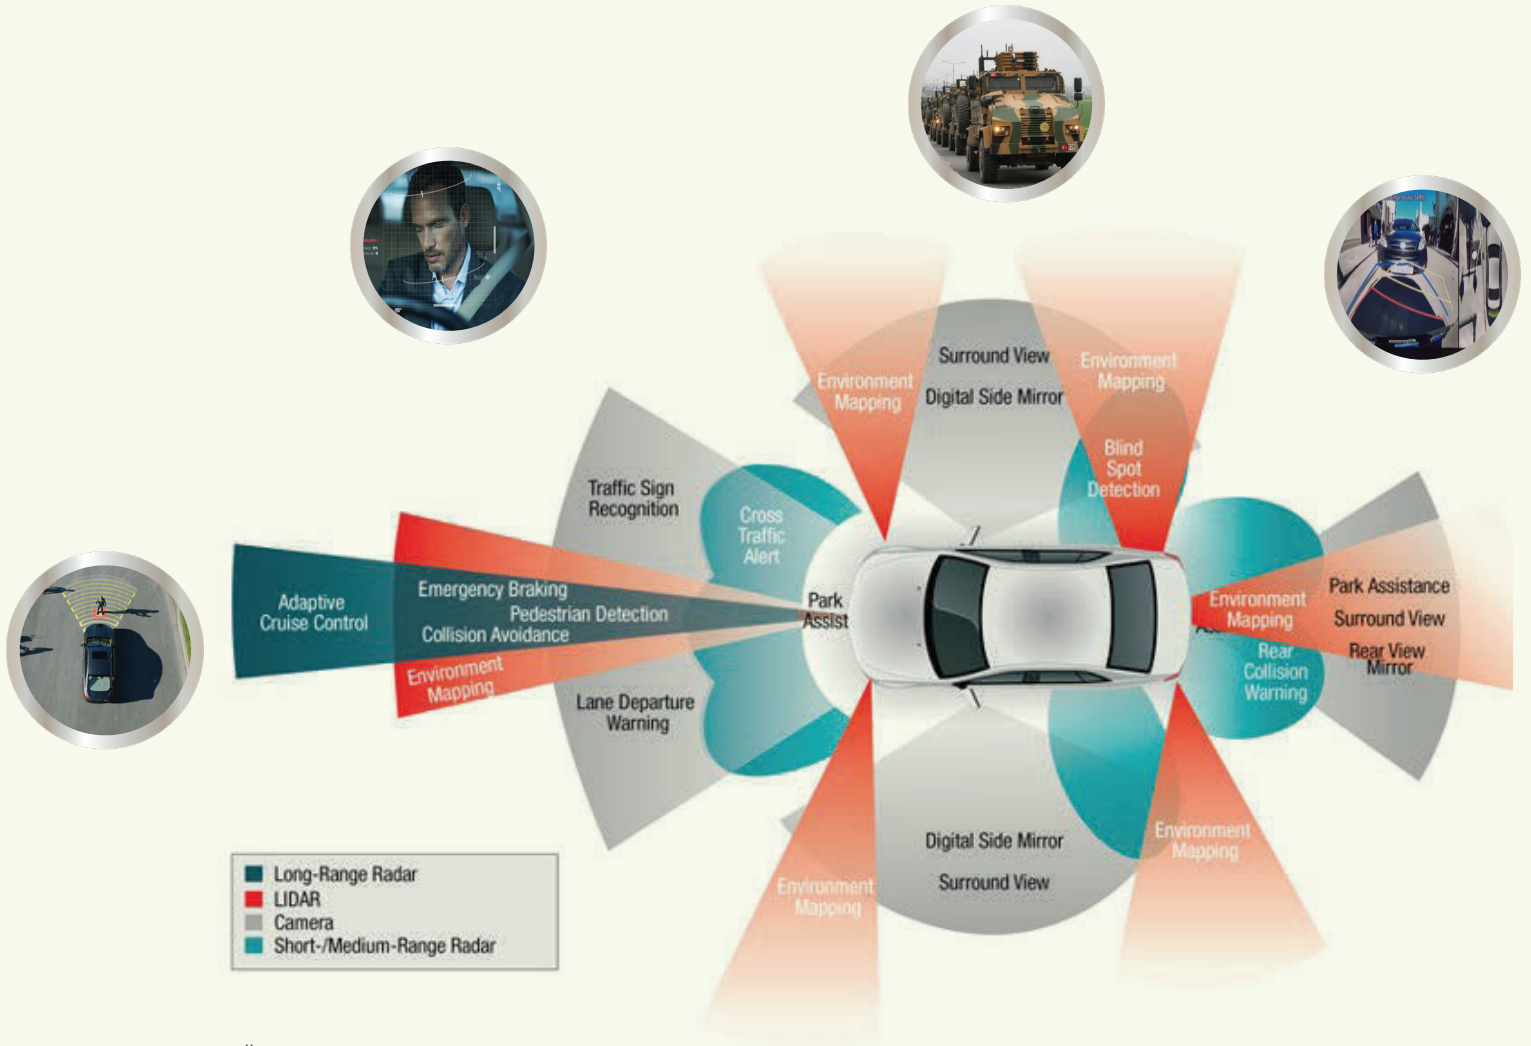 Surround View
Digital Side Mirror
Environment
Mapping
Environment
Mapping
Blind
Spot
Detection
Traffic Sign
Recognition
Cross
Traffic
Alert
Adaptive
Cruise Control
Emergency Braking
Pedestrian Detection
Collision Avoidance
Environment
Mapping
Park
Assist
Environment
Mapping
Park Assistance
Surround View
Rear View
Mirror
Rear
Collision
Warning
Lane Departure
Warning
Digital Side Mirror
Surround View
Environment
Mapping
Environment
Mapping
Long-Range Radar
LIDAR
Camera
Short-/Medium-Range Radar